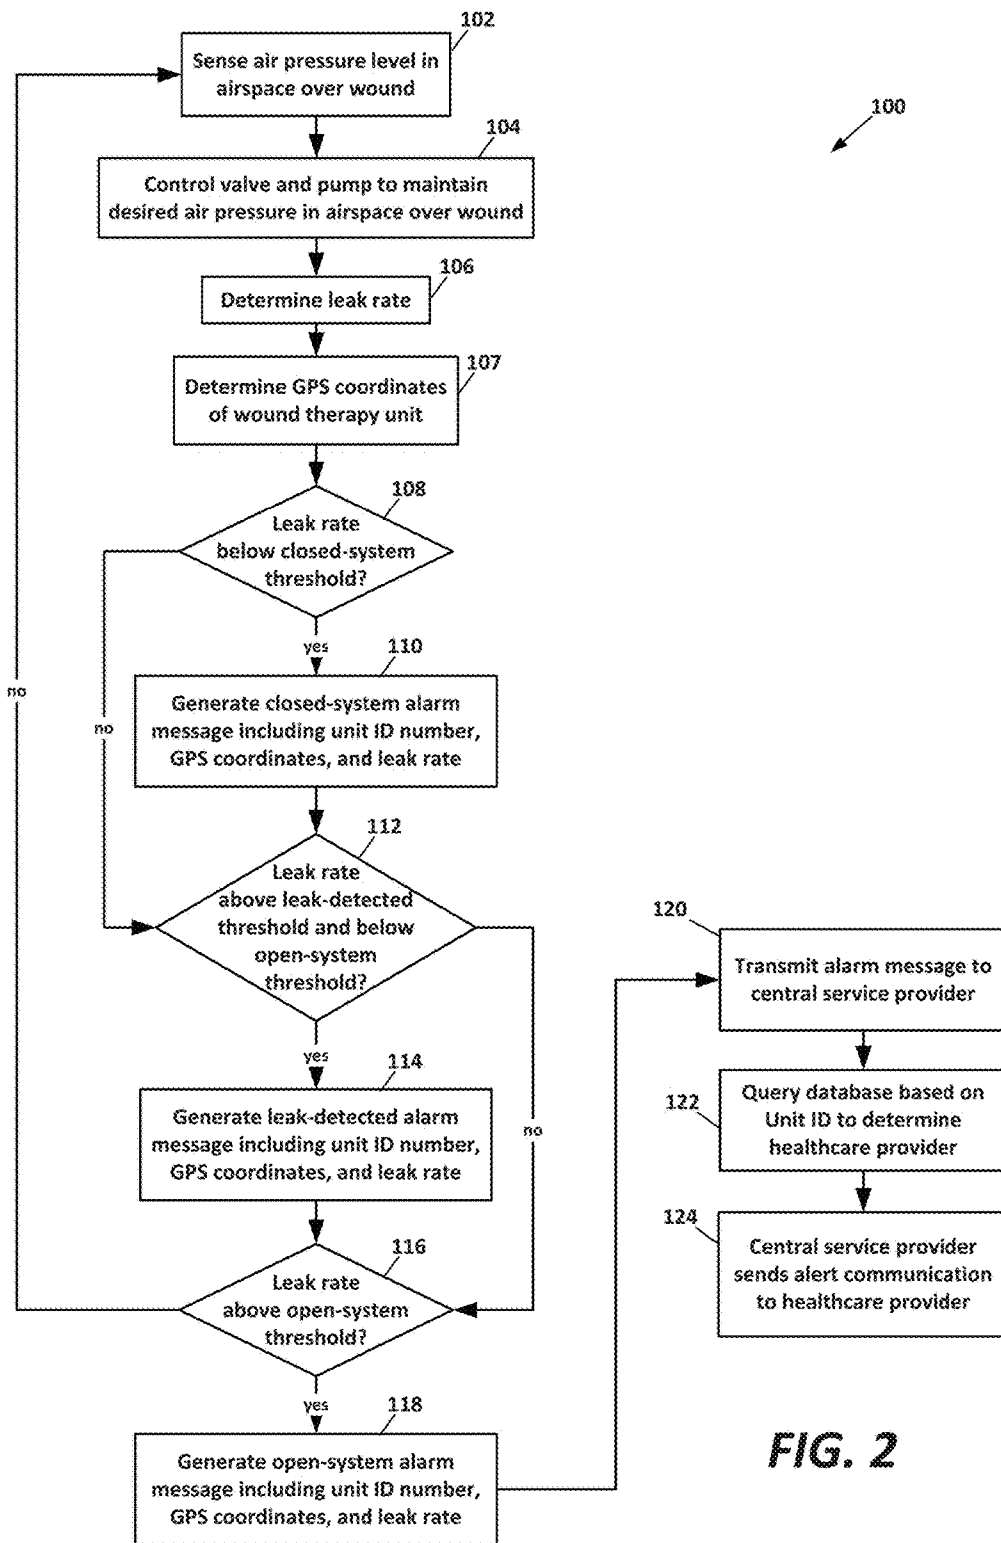 102
Sense air pressure level in
airspace over wound
100
104
Control valve and pump to maintain
desired air pressure in airspace over wound
106
Determine leak rate
107
Determine GPS coordinates
of wound therapy unit
108
Leak rate
below closed-system
threshold?
yes
no
no
110
Generate closed-system alarm
message including unit ID number,
GPS coordinates, and leak rate
112
Leak rate
above leak-detected
threshold and below
open-system
threshold?
yes
no
114
Generate leak-detected alarm
message including unit ID number,
GPS coordinates, and leak rate
116
Leak rate
above open-system
threshold?
yes
118
Generate open-system alarm
message including unit ID number,
GPS coordinates, and leak rate
120
Transmit alarm message to
central service provider
122
Query database based on
Unit ID to determine
healthcare provider
124
Central service provider
sends alert communication
to healthcare provider
FIG. 2